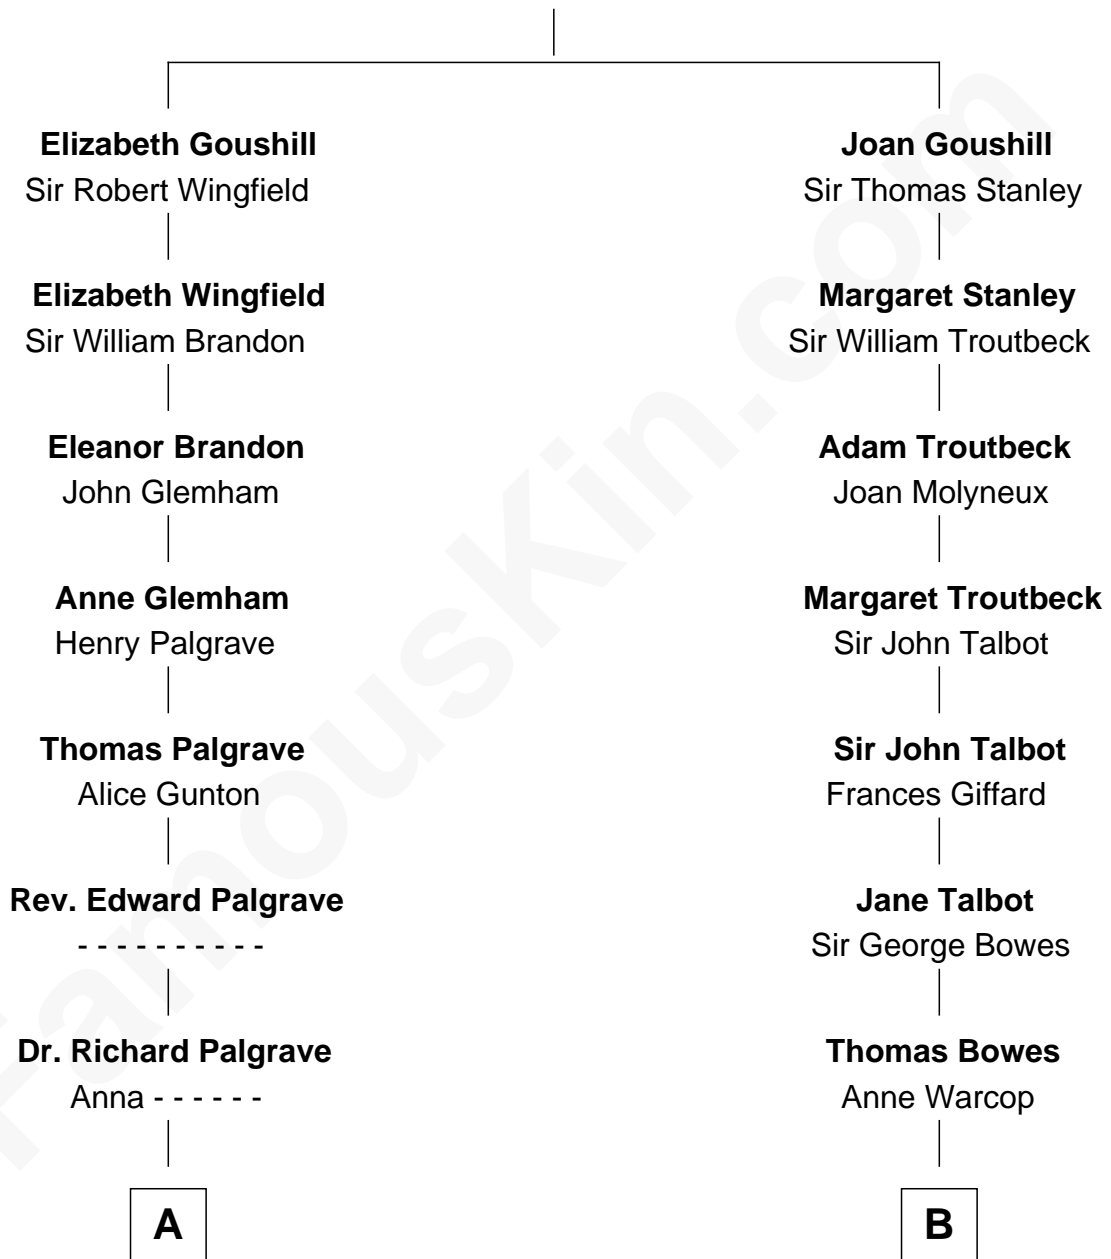 Elizabeth Goushill
Sir Robert Wingfield
Elizabeth Wingfield
Sir William Brandon
Eleanor Brandon
John Glemham
Anne Glemham
Henry Palgrave
Thomas Palgrave
Alice Gunton
Rev. Edward Palgrave
- - - - - - - - - -
Dr. Richard Palgrave
Anna - - - - - -
A
Joan Goushill
Sir Thomas Stanley
Margaret Stanley
Sir William Troutbeck
Adam Troutbeck
Joan Molyneux
Margaret Troutbeck
Sir John Talbot
Sir John Talbot
Frances Giffard
Jane Talbot
Sir George Bowes
Thomas Bowes
Anne Warcop
B
FamousKin.com